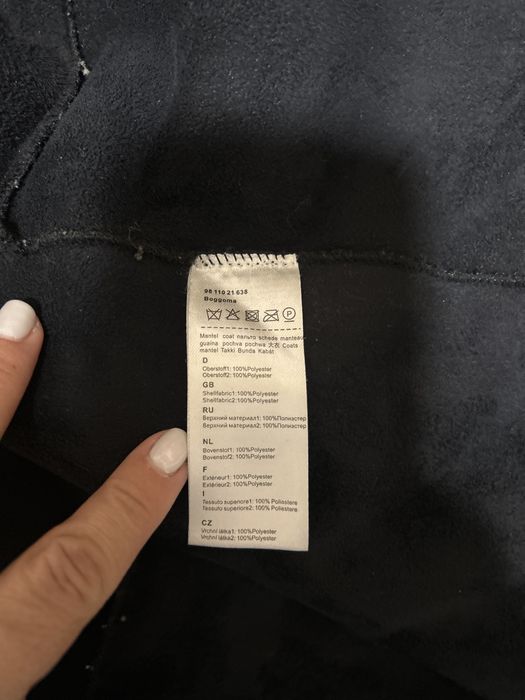 98 110 21 638
Boggoma
Mantel coat пальто schede manteau
guaina pochva pochwa 大衣 Coats
mantel Takki Bunda Kabát
D
Oberstoff1: 100%Polyester
Oberstoff2: 100%Polyester
GB
Shellfabric1: 100%Polyester
Shellfabric2: 100%Polyester
RU
Верхний материал1: 100%Полиэстер
Верхний материал2: 100%Полиэстер
NL
Bovenstof1: 100%Polyester
Bovenstof2: 100%Polyester
F
Extérieur1: 100%Polyester
Extérieur2: 100%Polyester
I
Tessuto superiore1: 100% Poliestere
Tessuto superiore2: 100% Poliestere
CZ
Vrchní látka1: 100%Polyester
Vrchní látka2: 100%Polyester